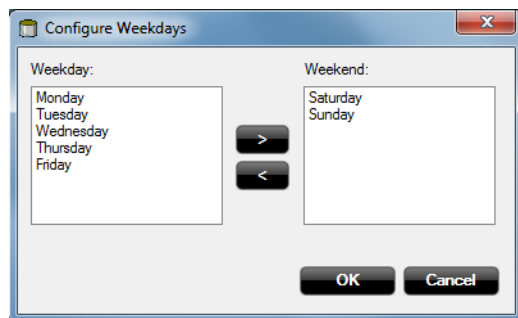 Configure Weekdays
X
Weekday:
Weekend:
Monday
Tuesday
Wednesday
Thursday
Friday
Saturday
Sunday
>
<
OK
Cancel